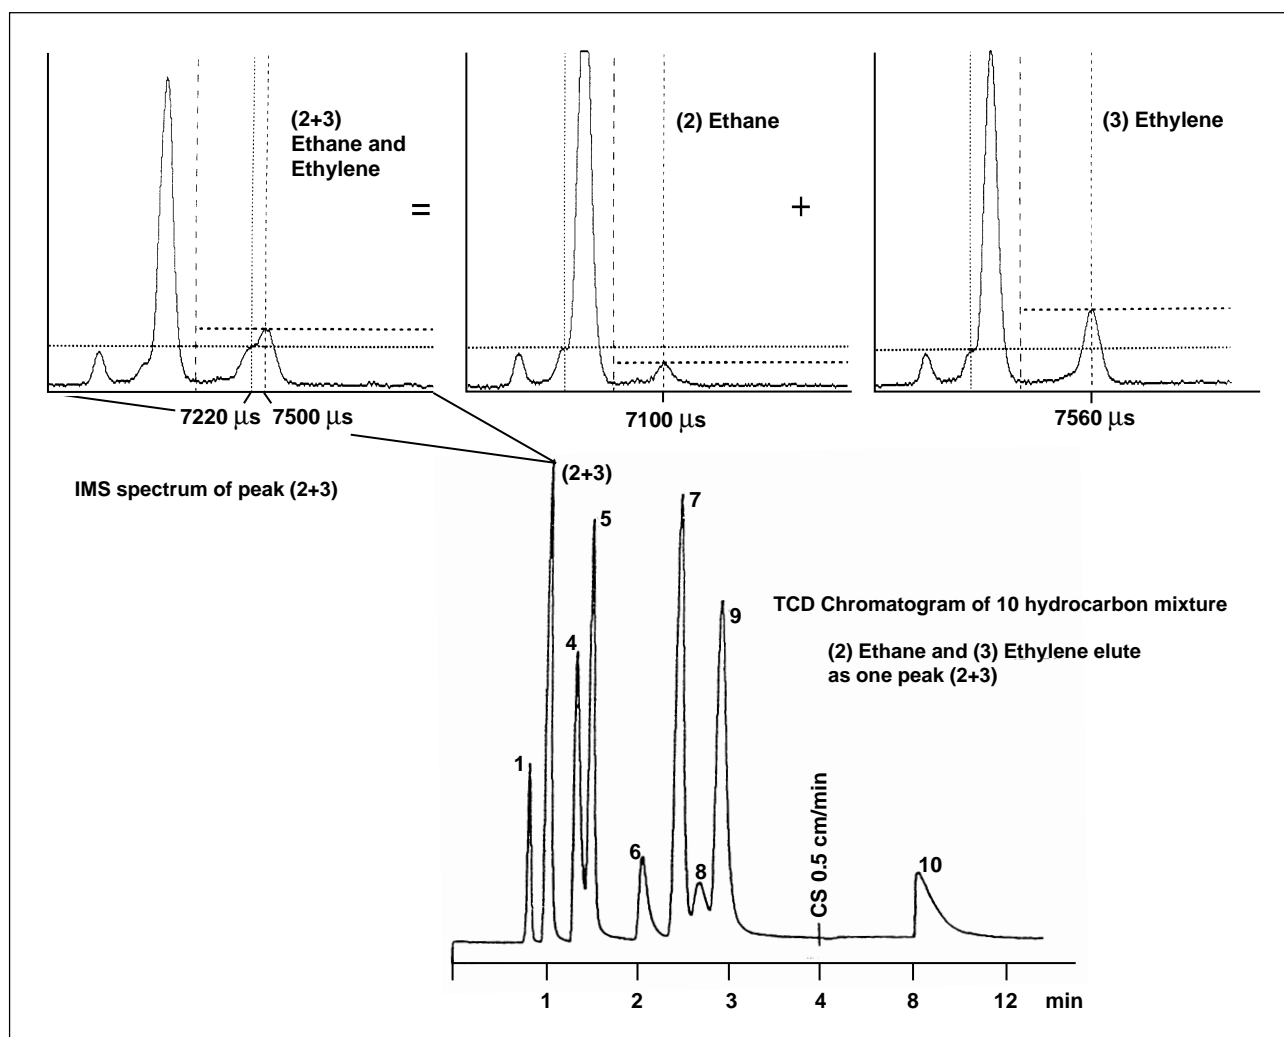 (2+3)
Ethane and
Ethylene
=
(2) Ethane
+
(3) Ethylene
7220 μs
7500 μs
7100 μs
7560 μs
IMS spectrum of peak (2+3)
(2+3)
7
5
TCD Chromatogram of 10 hydrocarbon mixture
9
4
(2) Ethane and (3) Ethylene elute
as one peak (2+3)
1
CS 0.5 cm/min
6
8
10
1 2 3 4 8 12 min